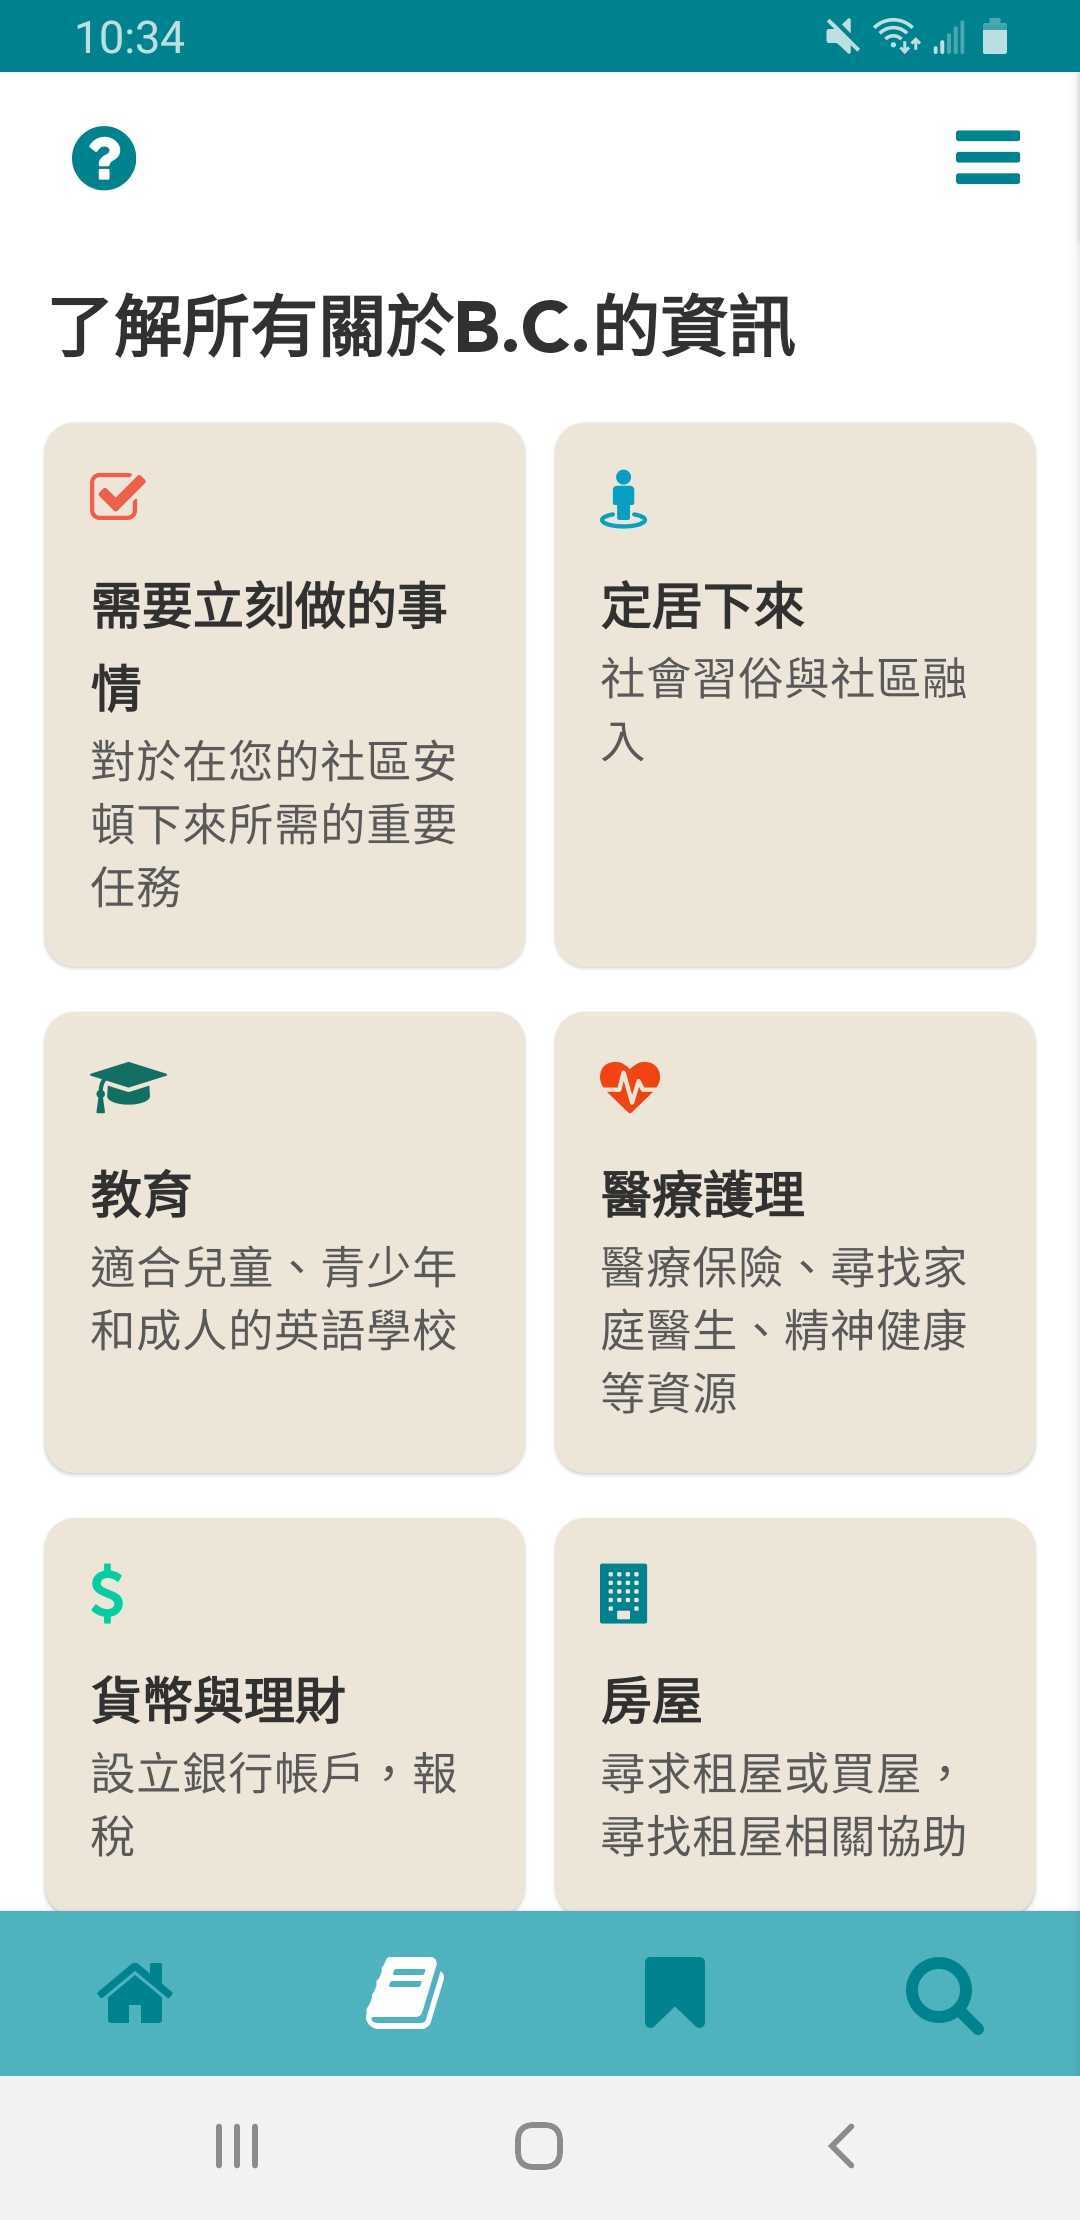 10:34
了解所有關於B.C.的資訊
需要立刻做的事
情
對於在您的社區安
頓下來所需的重要
任務
定居下來
社會習俗與社區融
入
教育
適合兒童、青少年
和成人的英語學校
醫療護理
醫療保險、尋找家
庭醫生、精神健康
等資源
貨幣與理財
設立銀行帳戶，報
稅
房屋
尋求租屋或買屋，
尋找租屋相關協助